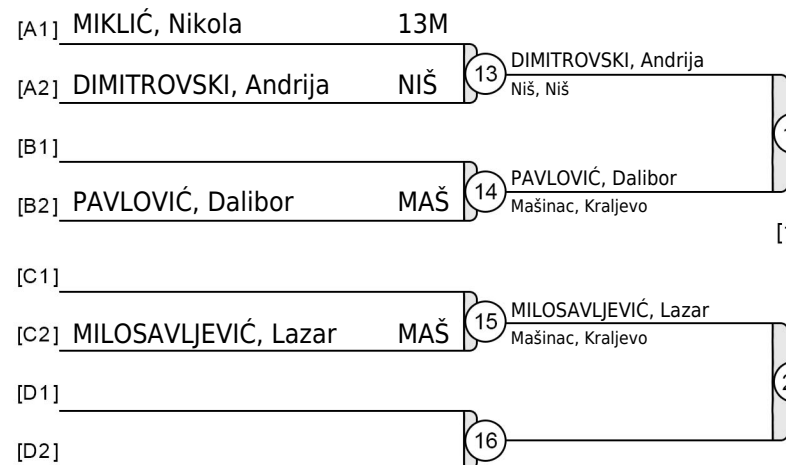 [A1] MIKLIĆ, Nikola 13M
13 DIMITROVSKI, Andrija
[A2] DIMITROVSKI, Andrija NIŠ
Niš, Niš
[B1]
14 PAVLOVIĆ, Dalibor
[B2] PAVLOVIĆ, Dalibor MAŠ
Mašinac, Kraljevo
[C1]
15 MILOSAVLJEVIĆ, Lazar
[C2] MILOSAVLJEVIĆ, Lazar MAŠ
Mašinac, Kraljevo
[D1]
16
[D2]